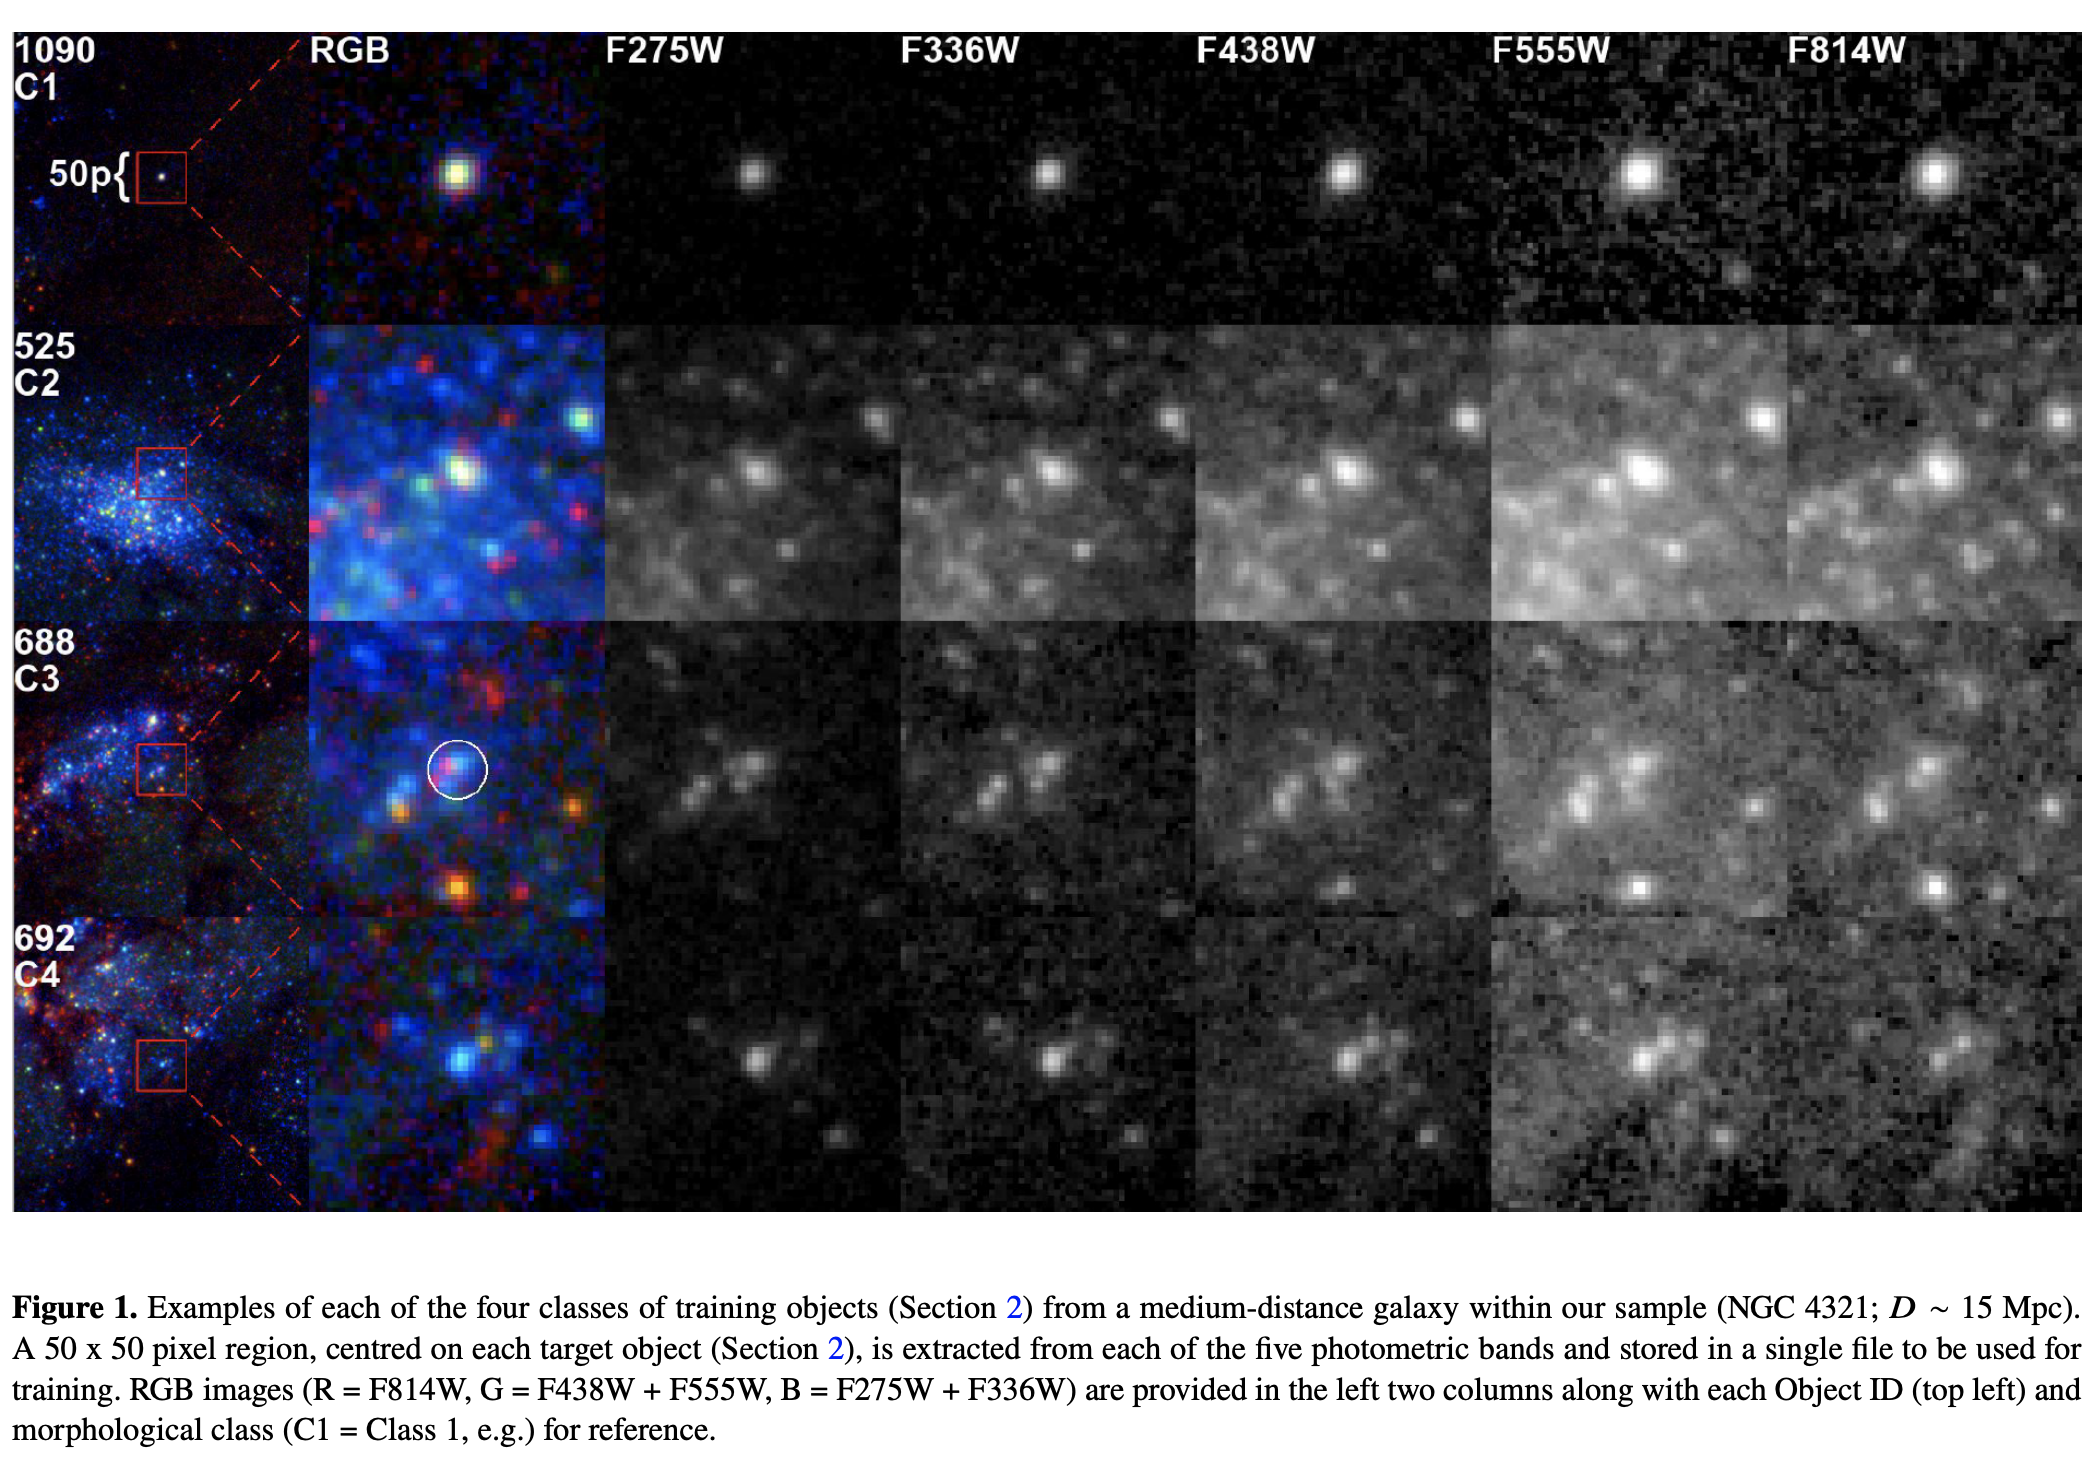 1090
C1
50p{
RGB
F275W
F336W
F438W
F555W
F814W
525
C2
688
C3
692
C4
Figure 1. Examples of each of the four classes of training objects (Section 2) from a medium-distance galaxy within our sample (NGC 4321; D ∼ 15 Mpc).
A 50 x 50 pixel region, centred on each target object (Section 2), is extracted from each of the five photometric bands and stored in a single file to be used for
training. RGB images (R = F814W, G = F438W + F555W, B = F275W + F336W) are provided in the left two columns along with each Object ID (top left) and
morphological class (C1 = Class 1, e.g.) for reference.